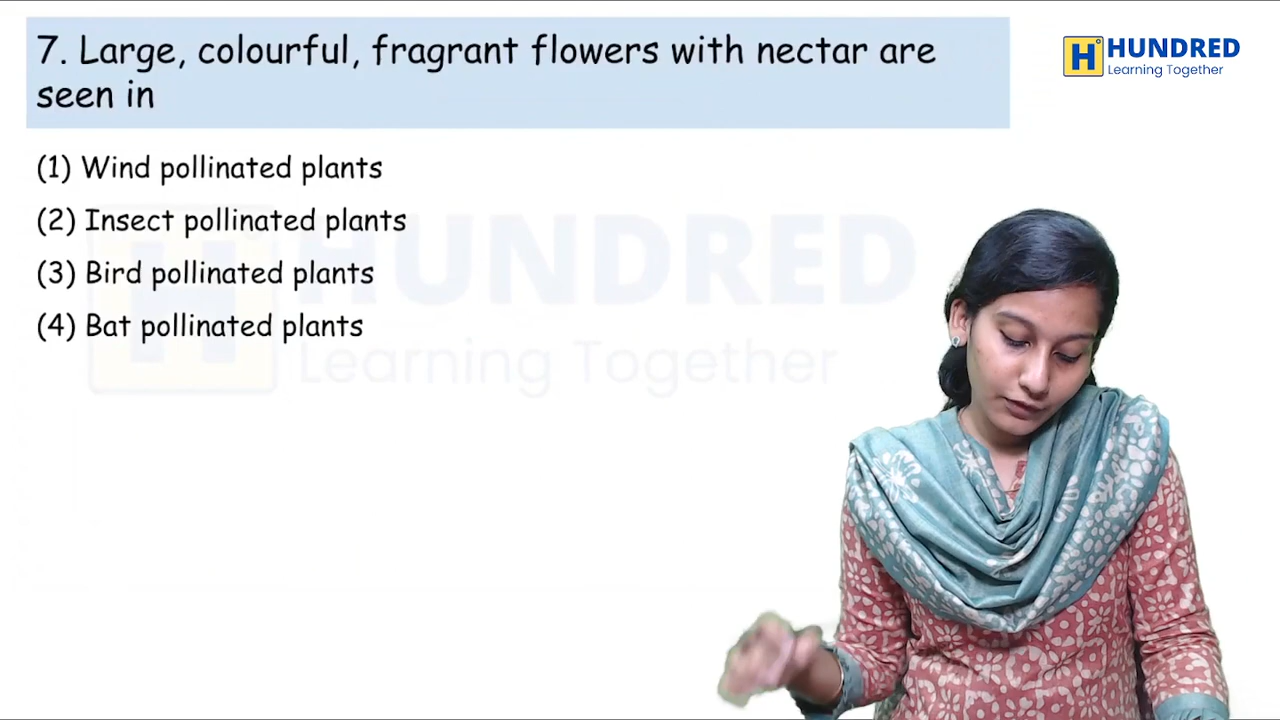 7. Large, colourful, fragrant flowers with nectar are
seen in
HUNDRED
Learning Together
(1) Wind pollinated plants
(2) Insect pollinated plants
(3) Bird pollinated plants
(4) Bat pollinated plants
HUNDRED
Learning Together